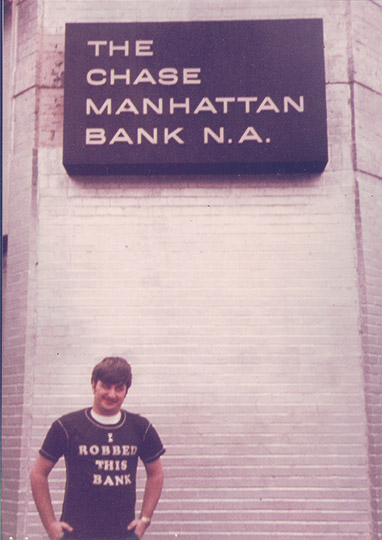 THE
CHASE
MANHATTAN
BANK N.A.
I
ROBBED
THIS
BANK